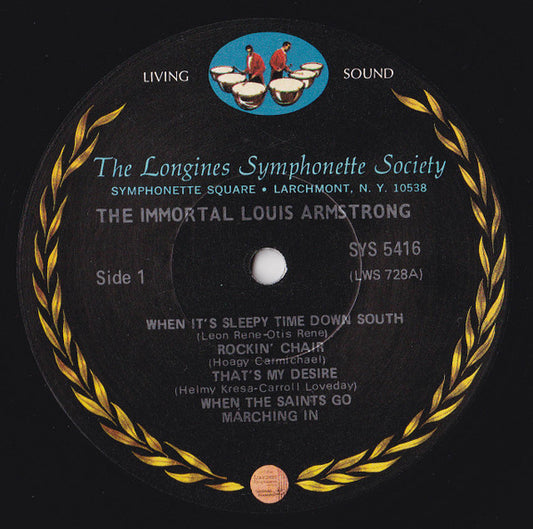 LIVING SOUND
The Longines Symphonette Society
SYMPHONETTE SQUARE • LARCHMONT, N. Y. 10538
THE IMMORTAL LOUIS ARMSTRONG
Side 1
SYS 5416
(LWS 728A)
WHEN IT'S SLEEPY TIME DOWN SOUTH
(Leon Rene-Otis Rene)
ROCKIN' CHAIR
(Hoagy Carmichael)
THAT'S MY DESIRE
(Helmy Kresa-Carroll Loveday)
WHEN THE SAINTS GO
MARCHING IN